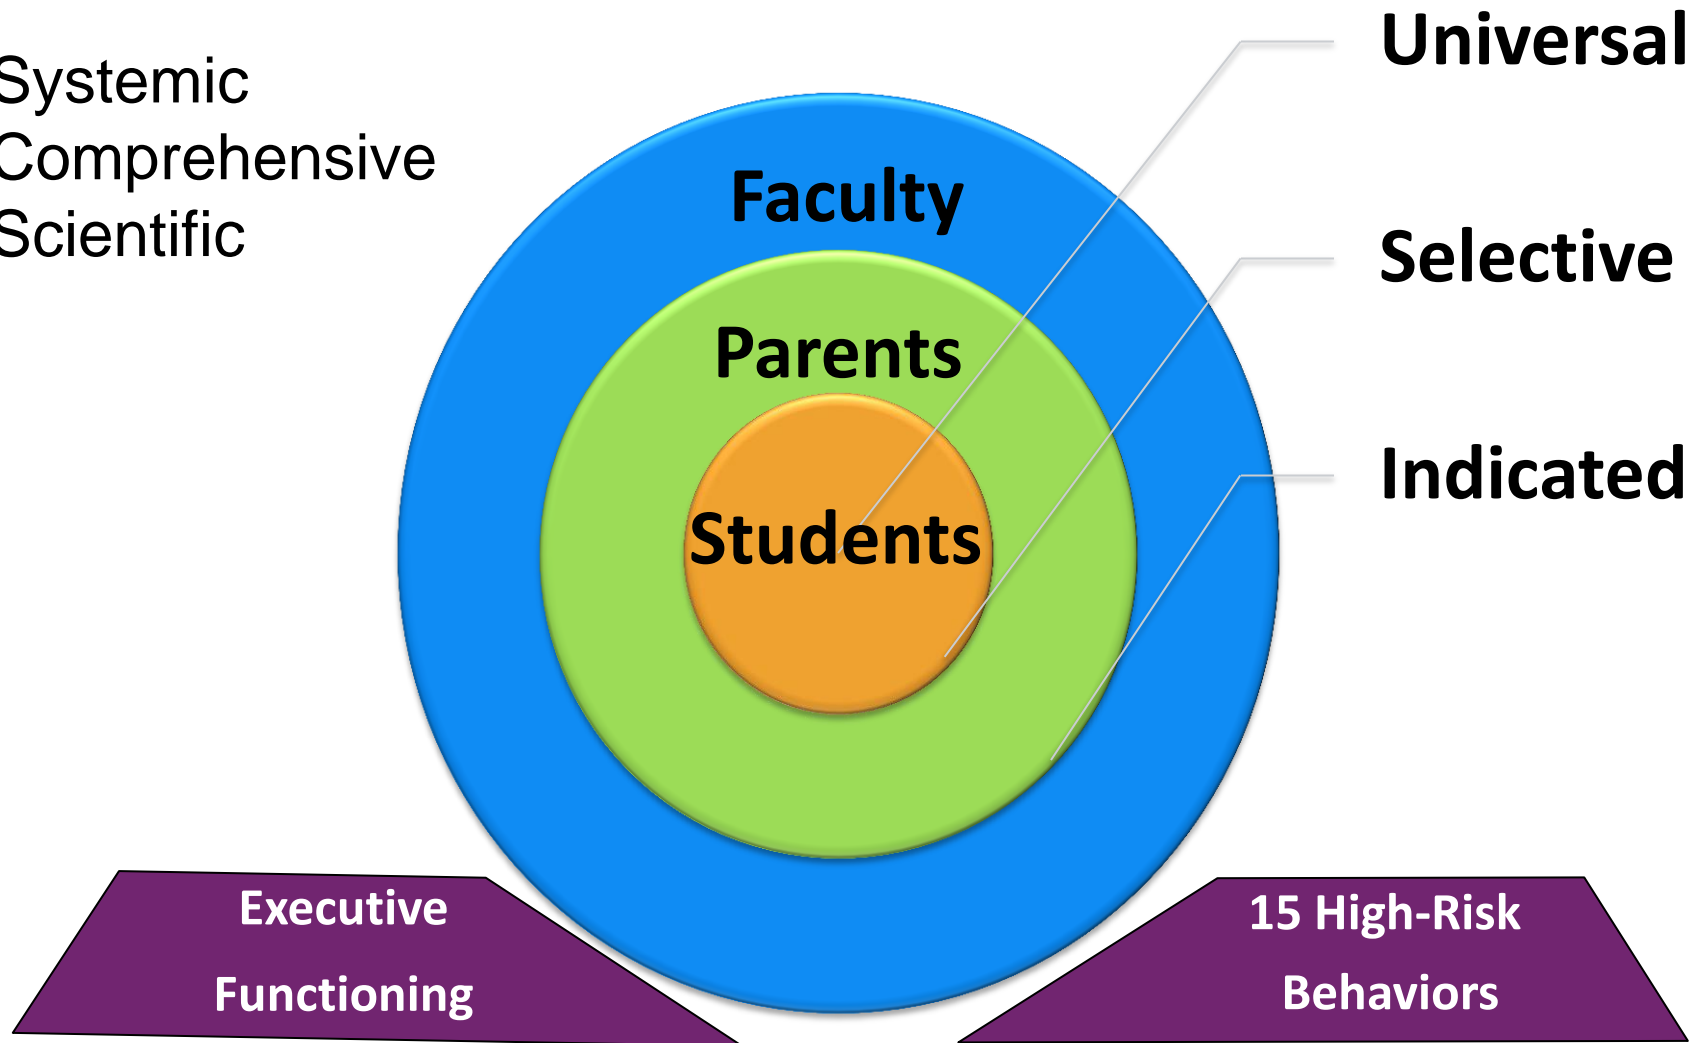 Systemic
Comprehensive
Scientific
Universal
Faculty
Selective
Parents
Indicated
Students
Executive
Functioning
15 High-Risk
Behaviors